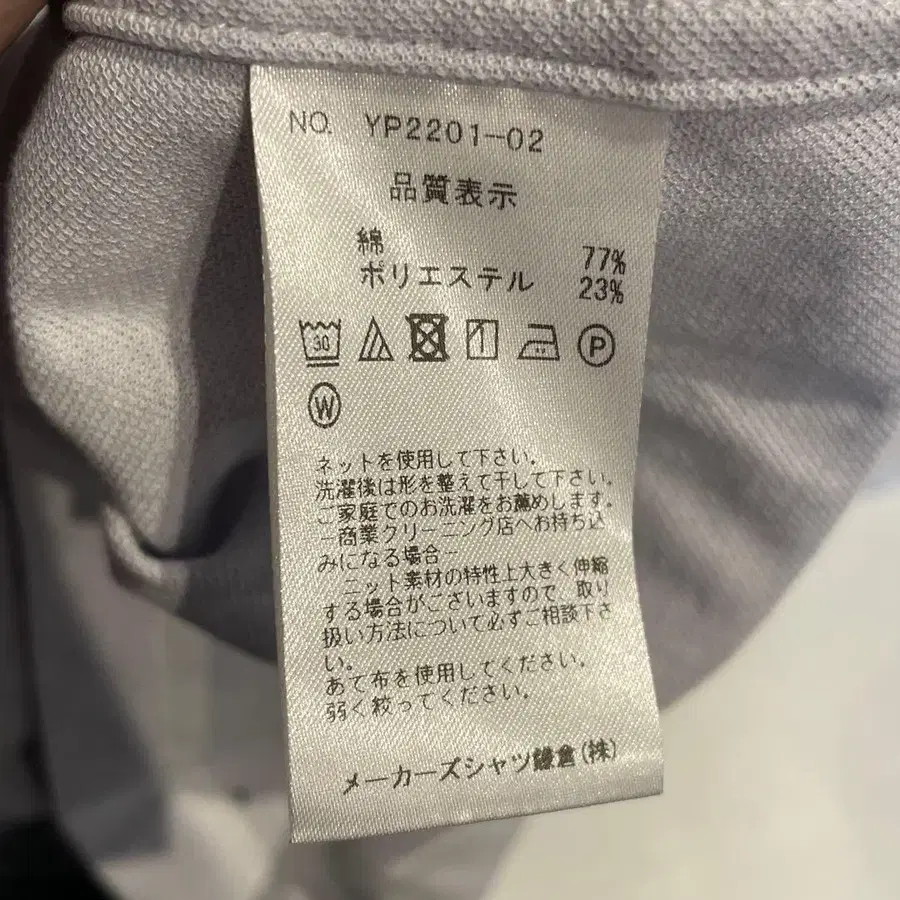 NO. YP2201-02
品質表示
綿 77%
ポリエステル 23%
30
P
W
ネットを使用して下さい。
洗濯後は形を整えて干して下さい。
ご家庭でのお洗濯をお薦めします。
-商業クリーニング店へお持ち込
みになる場合-
ニット素材の特性上大きく伸縮
する場合がございますので、取り
扱い方法について必ずご相談下さ
い。
あて布を使用してください。
弱く絞ってください。
メーカーズシャツ鎌倉(株)